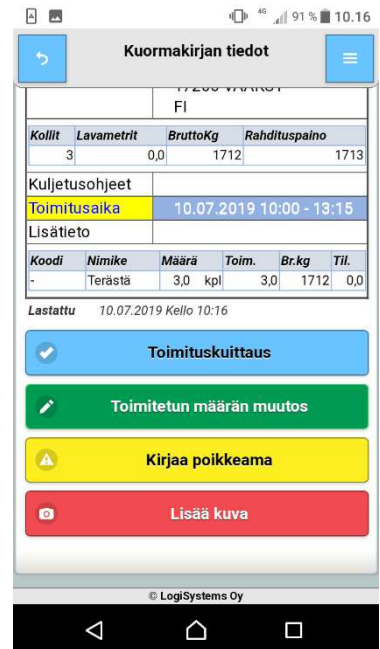 4G 91 % 10.16
Kuormakirjan tiedot
FI
Kollit Lavametrit BruttoKg Rahdituspaino
3 0,0 1712 1713
Kuljetusohjeet
Toimitusaika 10.07.2019 10:00 - 13:15
Lisätieto
Koodi Nimike Määrä Toim. Br.kg Til.
- Terästä 3,0 kpl 3,0 1712 0,0
Lastattu 10.07.2019 Kello 10:16
Toimituskuittaus
Toimitetun määrän muutos
Kirjaa poikkeama
Lisää kuva
© LogiSystems Oy